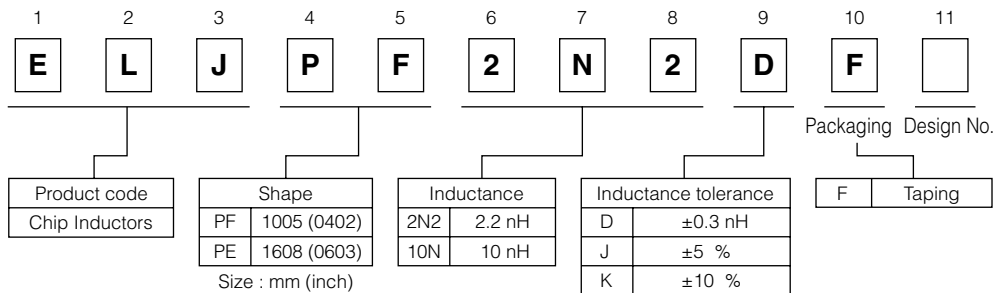 1 2 3 4 5 6 7 8 9 10 11
E L J P F 2 N 2 D F
Packaging Design No.
Product code Shape Inductance Inductance tolerance F Taping
Chip Inductors PF 1005 (0402) 2N2 2.2 nH D ±0.3 nH
PE 1608 (0603) 10N 10 nH J ±5 %
Size : mm (inch) K ±10 %